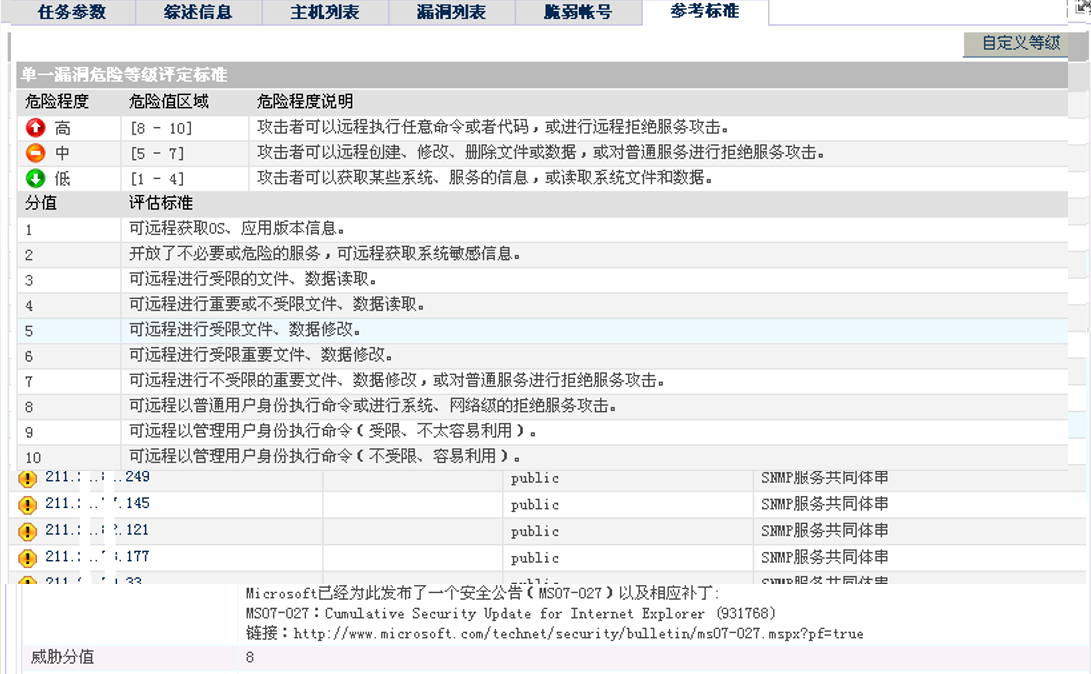 任务参数 综述信息 主机列表 漏洞列表 脆弱帐号 参考标准
自定义等级
单一漏洞危险等级评定标准
危险程度 危险值区域 危险程度说明
高 [8 - 10] 攻击者可以远程执行任意命令或者代码，或进行远程拒绝服务攻击。
中 [5 - 7] 攻击者可以远程创建、修改、删除文件或数据，或对普通服务进行拒绝服务攻击。
低 [1 - 4] 攻击者可以获取某些系统、服务的信息，或读取系统文件和数据。
分值 评估标准
1 可远程获取OS、应用版本信息。
2 开放了不必要或危险的服务，可远程获取系统敏感信息。
3 可远程进行受限的文件、数据读取。
4 可远程进行重要或不受限文件、数据读取。
5 可远程进行受限文件、数据修改。
6 可远程进行受限重要文件、数据修改。
7 可远程进行不受限的重要文件、数据修改，或对普通服务进行拒绝服务攻击。
8 可远程以普通用户身份执行命令或进行系统、网络级的拒绝服务攻击。
9 可远程以管理用户身份执行命令（受限、不太容易利用）。
10 可远程以管理用户身份执行命令（不受限、容易利用）。
211. .249 public SNMP服务共同体串
211. .145 public SNMP服务共同体串
211. .121 public SNMP服务共同体串
211. .177 public SNMP服务共同体串
211. .33 public SNMP服务共同体串
Microsoft已经为此发布了一个安全公告（MS07-027）以及相应补丁:
MS07-027：Cumulative Security Update for Internet Explorer (931768)
链接：http://www.microsoft.com/technet/security/bulletin/ms07-027.mspx?pf=true
威胁分值 8